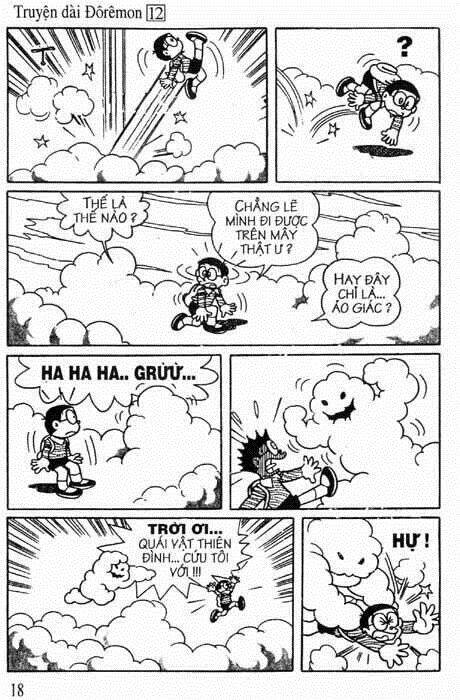 Truyện dài Đôrêmon 12
?
THẾ LÀ
THẾ NÀO ?
CHẲNG LẼ
MÌNH ĐI ĐƯỢC
TRÊN MÂY
THẬT Ư ?
HAY ĐÂY
CHỈ LÀ...
ẢO GIÁC ?
HA HA HA.. GRỪỪ...
TRỜI ƠI...
QUÁI VẬT THIÊN
ĐÌNH... CỨU TÔI
VỚI !!!
HỰ !
18